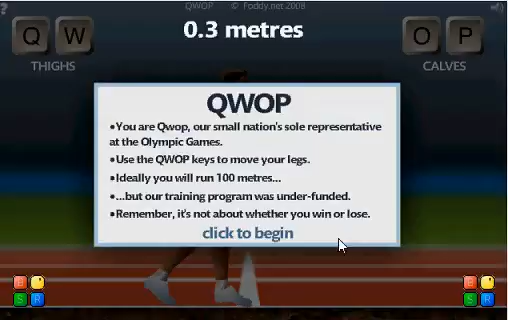 QWOP © Foddy.net 2008
?
0.3 metres
Q W
O P
THIGHS
CALVES
QWOP
•You are Qwop, our small nation's sole representative
at the Olympic Games.
•Use the QWOP keys to move your legs.
•Ideally you will run 100 metres...
•...but our training program was under-funded.
•Remember, it's not about whether you win or lose.
click to begin
B
S R
B
S R